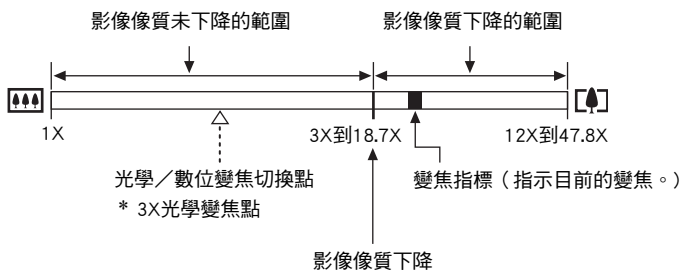 影像像質未下降的範圍
影像像質下降的範圍
1X
3X到18.7X
12X到47.8X
光學／數位變焦切換點
* 3X光學變焦點
變焦指標（指示目前的變焦。）
影像像質下降